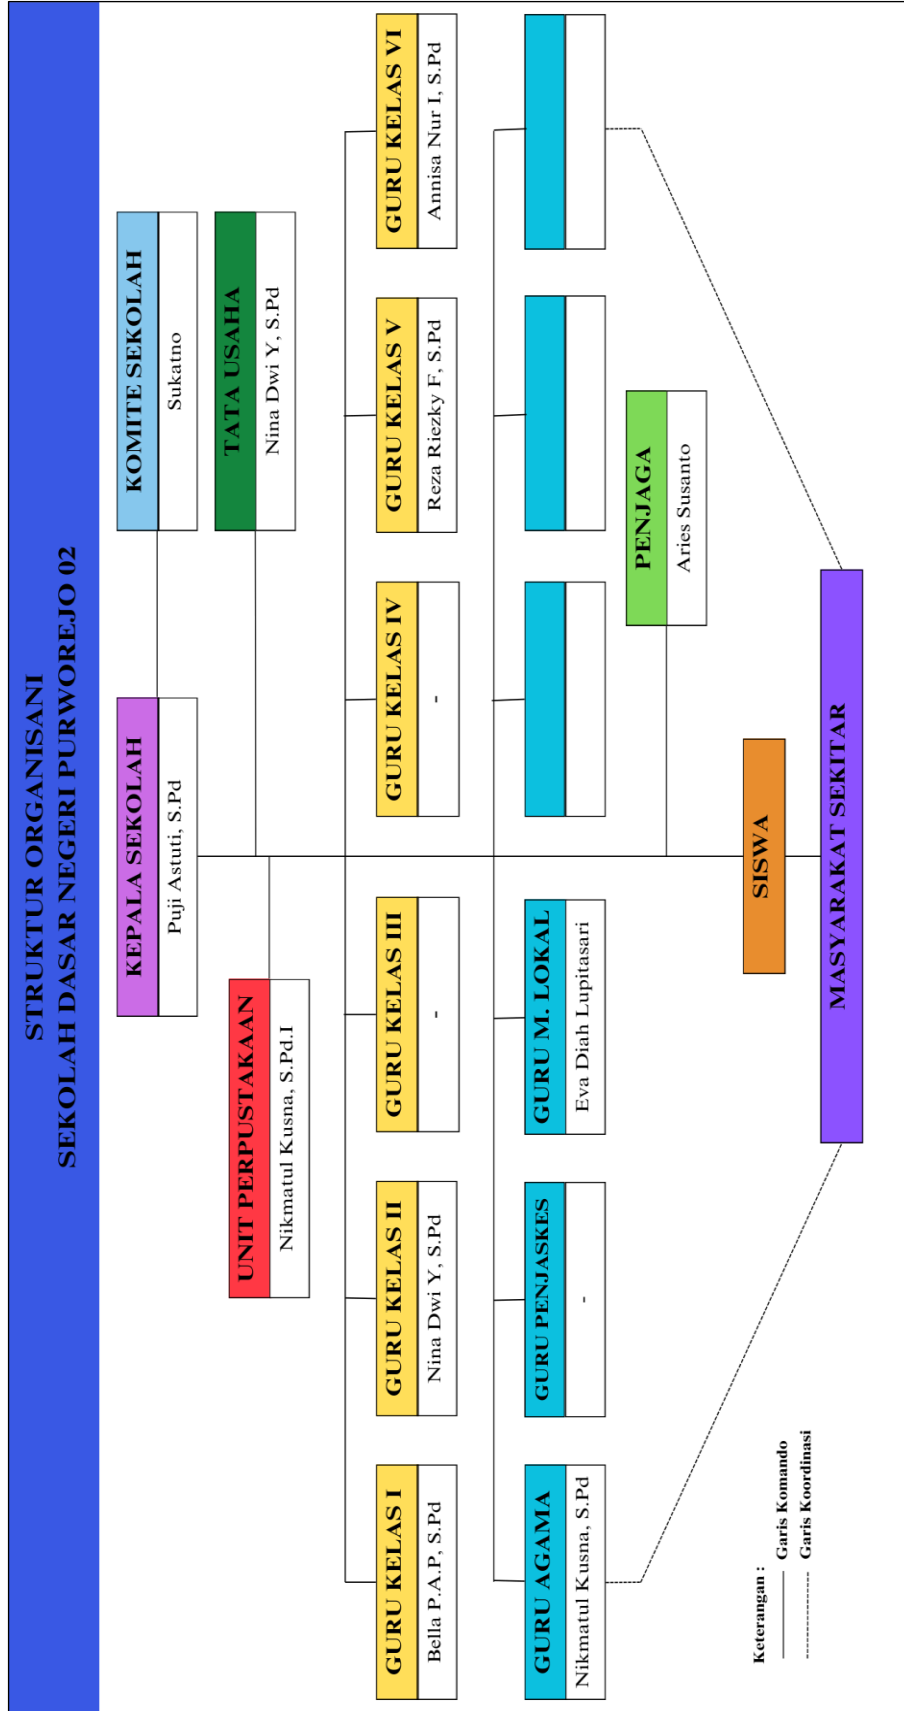 STRUKTUR ORGANISANI
SEKOLAH DASAR NEGERI PURWOREJO 02
KEPALA SEKOLAH
Puji Astuti, S.Pd
KOMITE SEKOLAH
Sukatno
UNIT PERPUSTAKAAN
Nikmatul Kusna, S.Pd.I
TATA USAHA
Nina Dwi Y, S.Pd
GURU KELAS I
Bella P.A.P, S.Pd
GURU KELAS II
Nina Dwi Y, S.Pd
GURU KELAS III
-
GURU KELAS IV
-
GURU KELAS V
Reza Riezky F, S.Pd
GURU KELAS VI
Annisa Nur I, S.Pd
GURU AGAMA
Nikmatul Kusna, S.Pd
GURU PENJASKES
-
GURU M. LOKAL
Eva Diah Lupitasari
PENJAGA
Aries Susanto
SISWA
MASYARAKAT SEKITAR
Keterangan :
Garis Komando
Garis Koordinasi